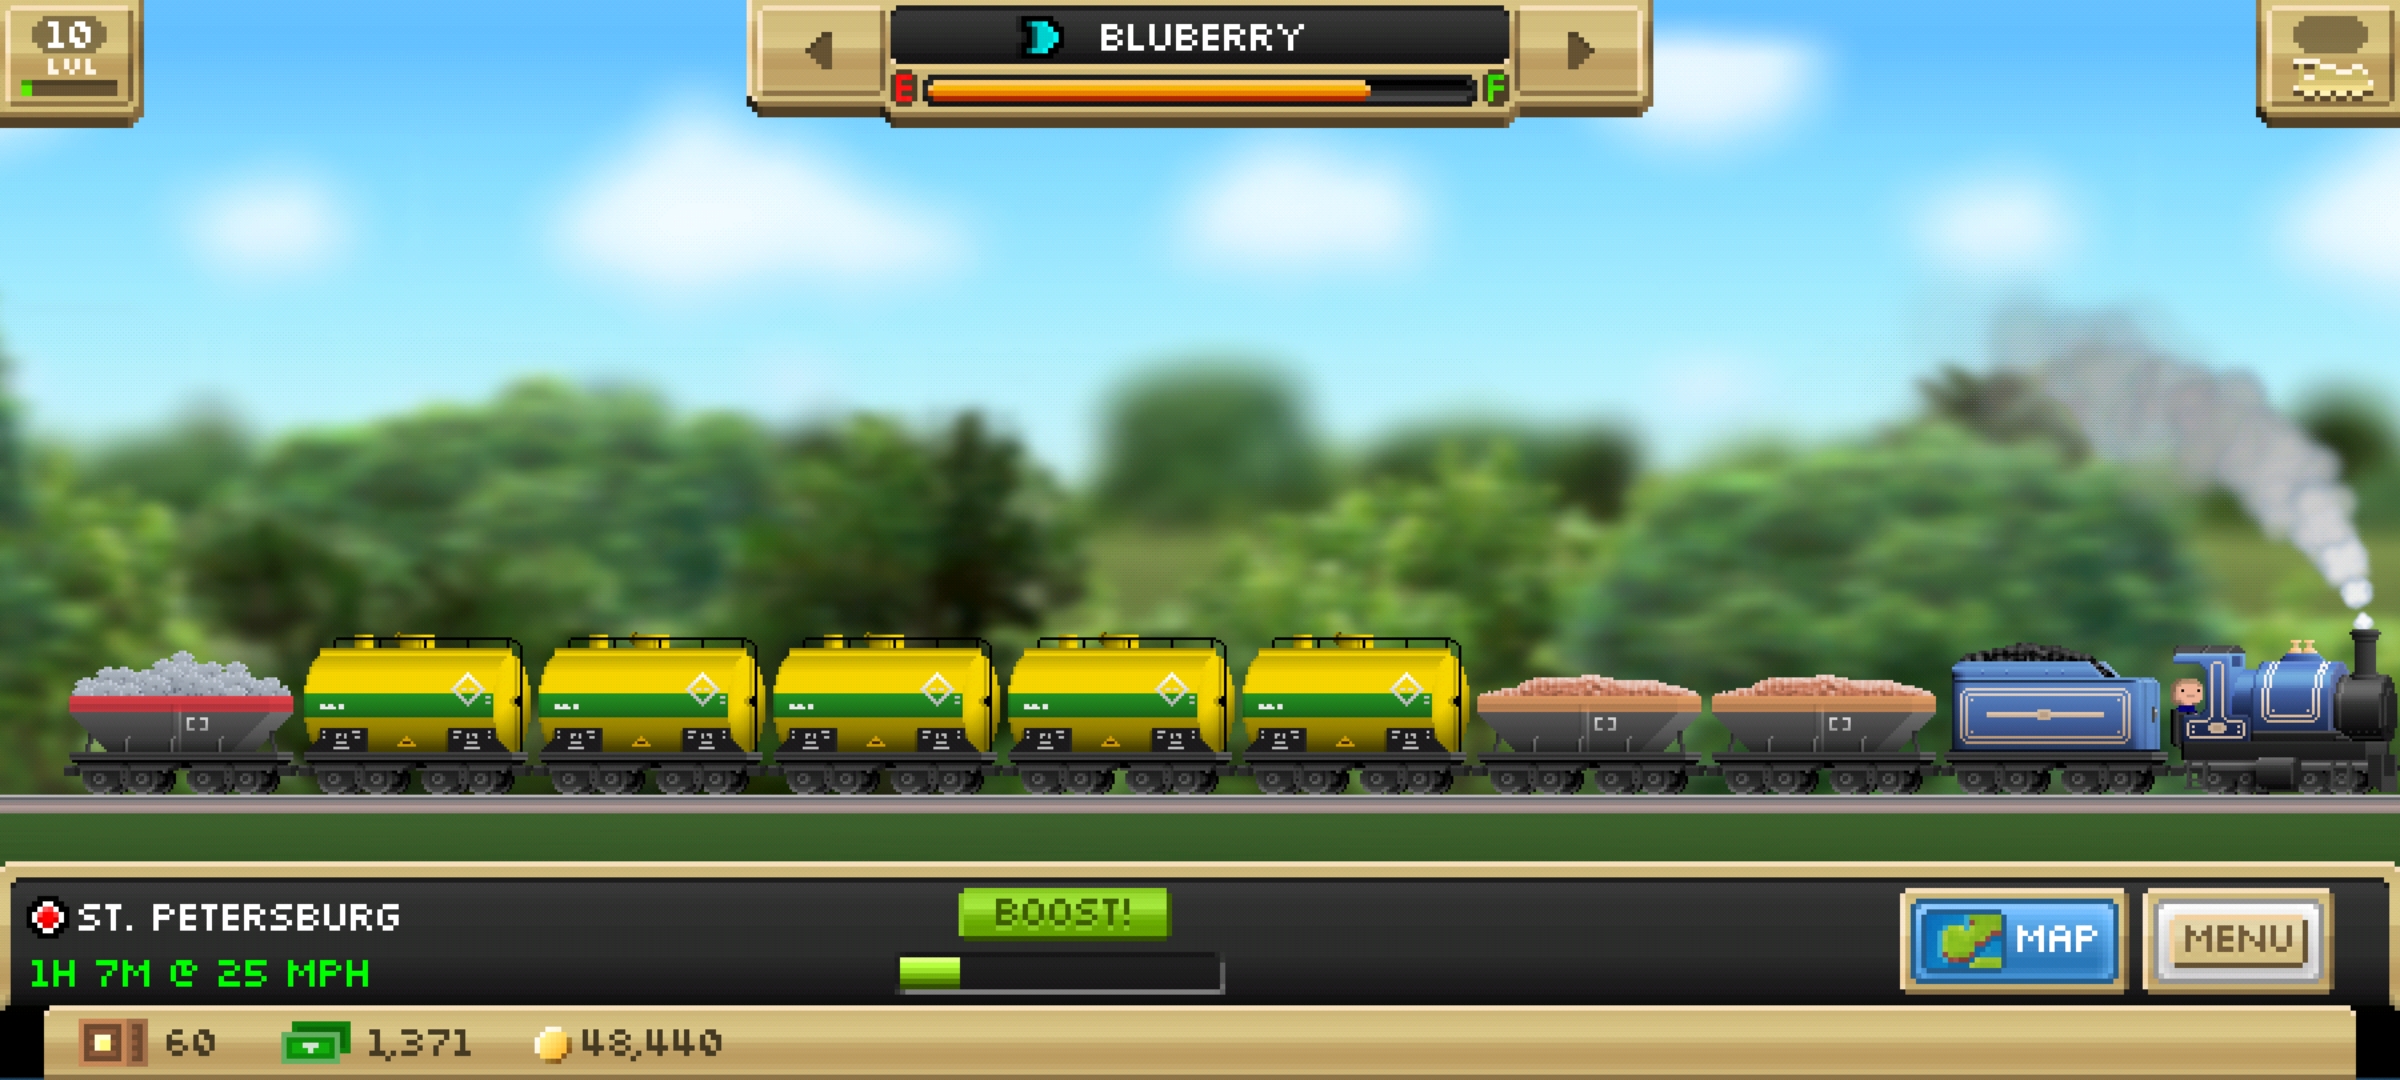 10
LVL
BLUBERRY
E F
ST. PETERSBURG
1H 7M @ 25 MPH
BOOST!
MAP
MENU
60 1,371 48,440